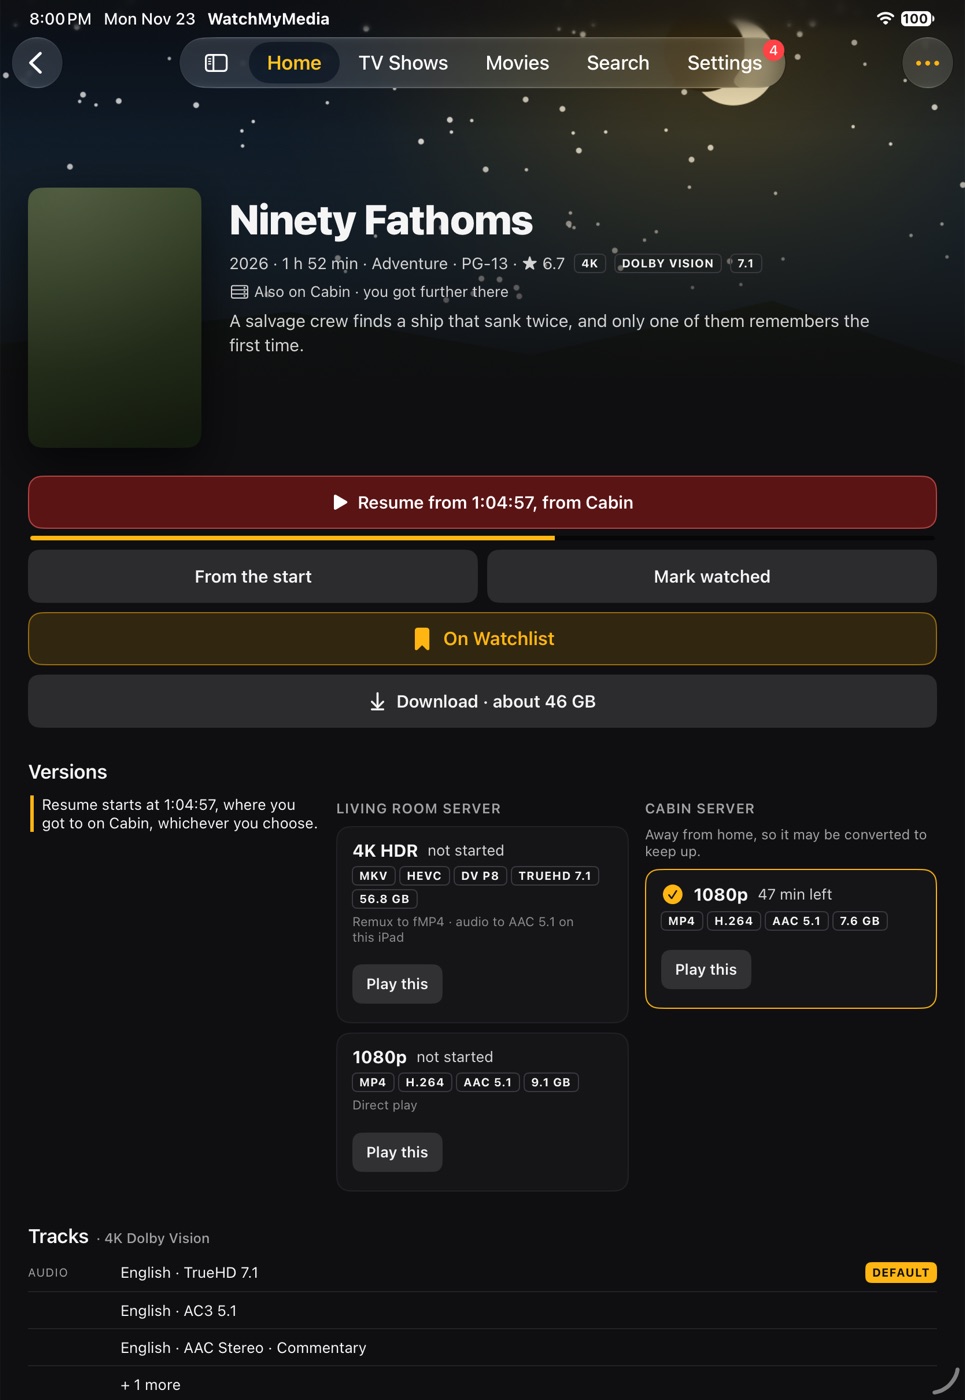 8:00 PM Mon Nov 23 WatchMyMedia
100
Home TV Shows Movies Search Settings 4
Ninety Fathoms
2026 · 1 h 52 min · Adventure · PG-13 · ★ 6.7 4K DOLBY VISION 7.1
Also on Cabin · you got further there
A salvage crew finds a ship that sank twice, and only one of them remembers the
first time.
Resume from 1:04:57, from Cabin
From the start
Mark watched
On Watchlist
Download · about 46 GB
Versions
Resume starts at 1:04:57, where you
got to on Cabin, whichever you choose.
LIVING ROOM SERVER
4K HDR not started
MKV HEVC DV P8 TRUEHD 7.1
56.8 GB
Remux to fMP4 · audio to AAC 5.1 on
this iPad
Play this
1080p not started
MP4 H.264 AAC 5.1 9.1 GB
Direct play
Play this
CABIN SERVER
Away from home, so it may be converted to
keep up.
1080p 47 min left
MP4 H.264 AAC 5.1 7.6 GB
Play this
Tracks · 4K Dolby Vision
AUDIO English · TrueHD 7.1 DEFAULT
English · AC3 5.1
English · AAC Stereo · Commentary
+ 1 more